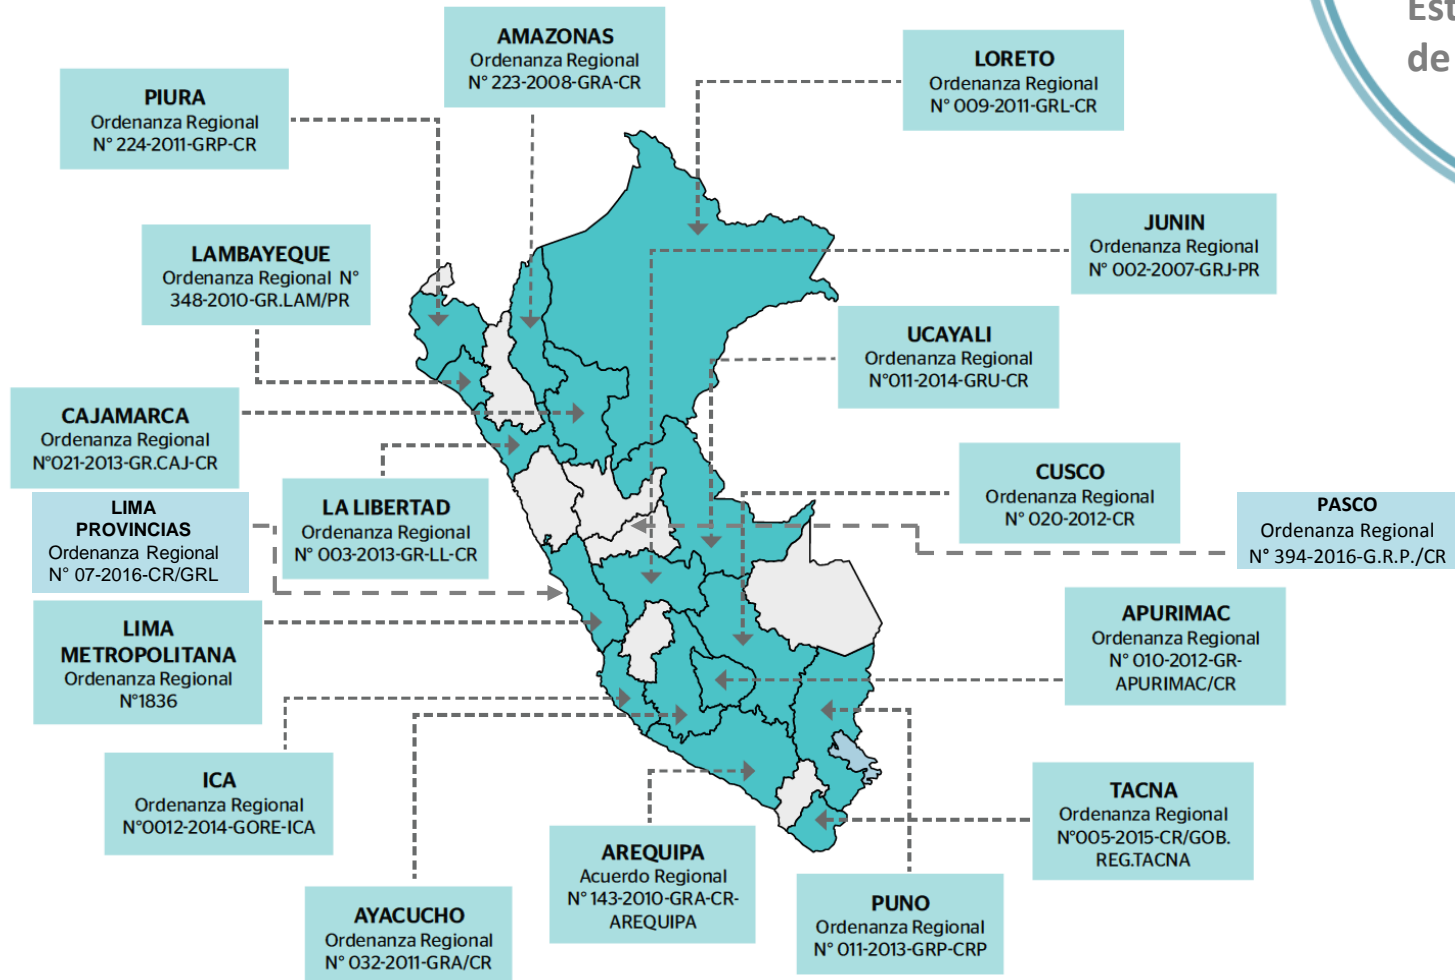 Est
de
AMAZONAS
Ordenanza Regional
N° 223-2008-GRA-CR
LORETO
Ordenanza Regional
N° 009-2011-GRL-CR
PIURA
Ordenanza Regional
N° 224-2011-GRP-CR
JUNIN
Ordenanza Regional
N° 002-2007-GRJ-PR
LAMBAYEQUE
Ordenanza Regional N°
348-2010-GR.LAM/PR
UCAYALI
Ordenanza Regional
N°011-2014-GRU-CR
CAJAMARCA
Ordenanza Regional
N°021-2013-GR.CAJ-CR
CUSCO
Ordenanza Regional
N° 020-2012-CR
LA LIBERTAD
Ordenanza Regional
N° 003-2013-GR-LL-CR
LIMA
PROVINCIAS
Ordenanza Regional
N° 07-2016-CR/GRL
PASCO
Ordenanza Regional
N° 394-2016-G.R.P./CR
LIMA
METROPOLITANA
Ordenanza Regional
N°1836
APURIMAC
Ordenanza Regional
N° 010-2012-GR-
APURIMAC/CR
ICA
Ordenanza Regional
N°0012-2014-GORE-ICA
TACNA
Ordenanza Regional
N°005-2015-CR/GOB.
REG.TACNA
AREQUIPA
Acuerdo Regional
N° 143-2010-GRA-CR-
AREQUIPA
AYACUCHO
Ordenanza Regional
N° 032-2011-GRA/CR
PUNO
Ordenanza Regional
N° 011-2013-GRP-CRP